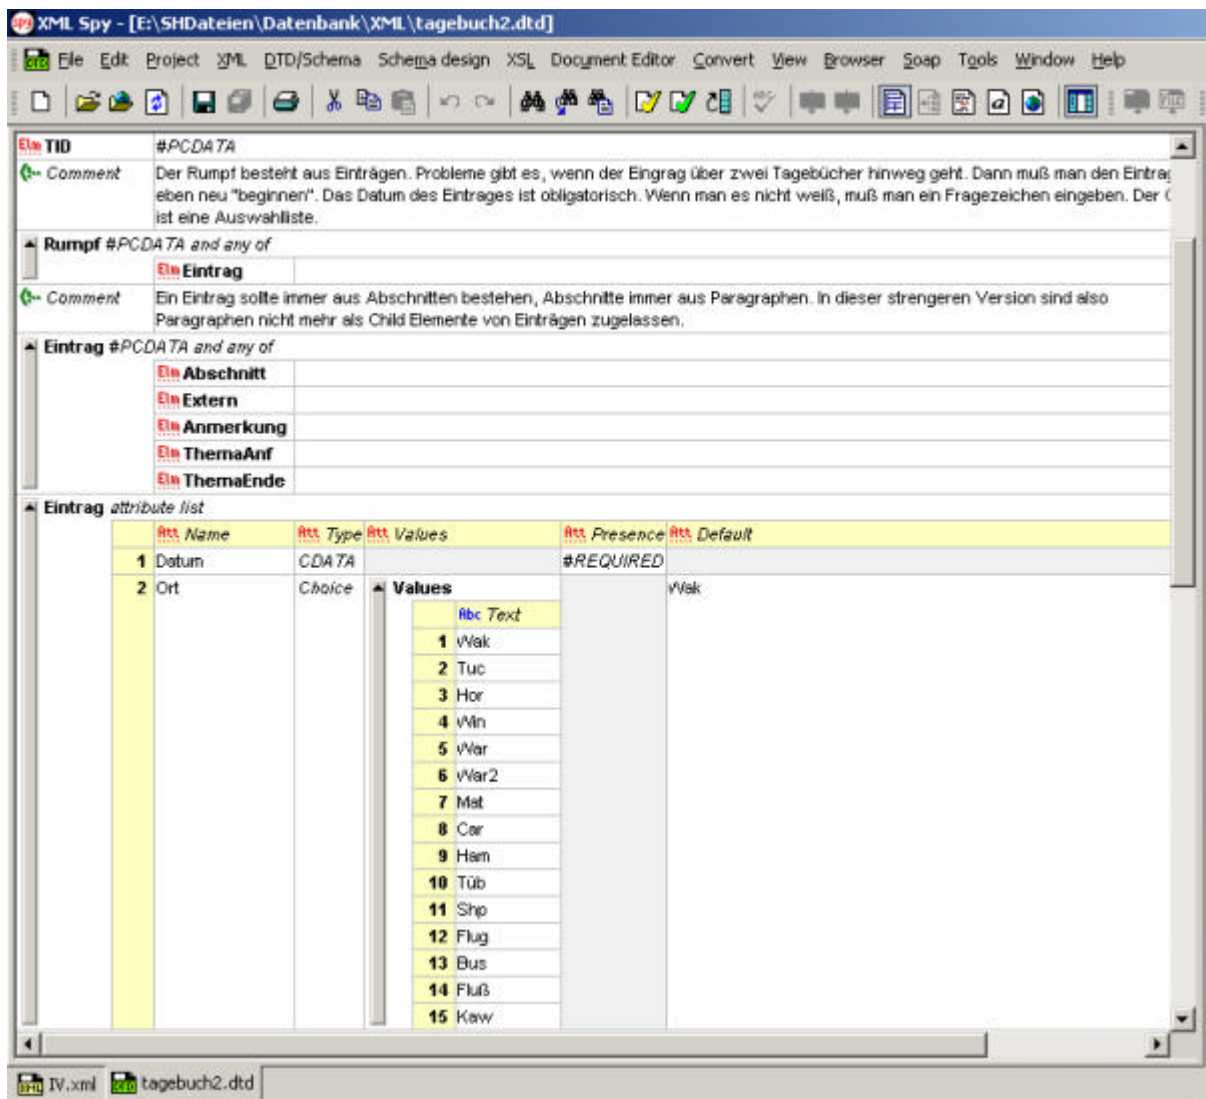 XML Spy - [E:\SHDateien\Datenbank\XML\tagebuch2.dtd]
File Edit Project XML DTD/Schema Schema design XSL Document Editor Convert View Browser Soap Tools Window Help
Elm TID #PCDATA
Comment Der Rumpf besteht aus Einträgen. Probleme gibt es, wenn der Eingrag über zwei Tagebücher hinweg geht. Dann muß man den Eintrag
eben neu "beginnen". Das Datum des Eintrages ist obligatorisch. Wenn man es nicht weiß, muß man ein Fragezeichen eingeben. Der
ist eine Auswahlliste.
Rumpf #PCDATA and any of
Elm Eintrag
Comment Ein Eintrag sollte immer aus Abschnitten bestehen, Abschnitte immer aus Paragraphen. In dieser strengeren Version sind also
Paragraphen nicht mehr als Child Elemente von Einträgen zugelassen.
Eintrag #PCDATA and any of
Elm Abschnitt
Elm Extern
Elm Anmerkung
Elm ThemaAnf
Elm ThemaEnde
Eintrag attribute list
Att Name Att Type Att Values Att Presence Att Default
1 Datum CDATA #REQUIRED
2 Ort Choice Values Wak
Abc Text
1 Wak
2 Tuc
3 Hor
4 Win
5 War
6 War2
7 Mat
8 Car
9 Ham
10 Tüb
11 Shp
12 Flug
13 Bus
14 Fluß
15 Kaw
IV.xml tagebuch2.dtd